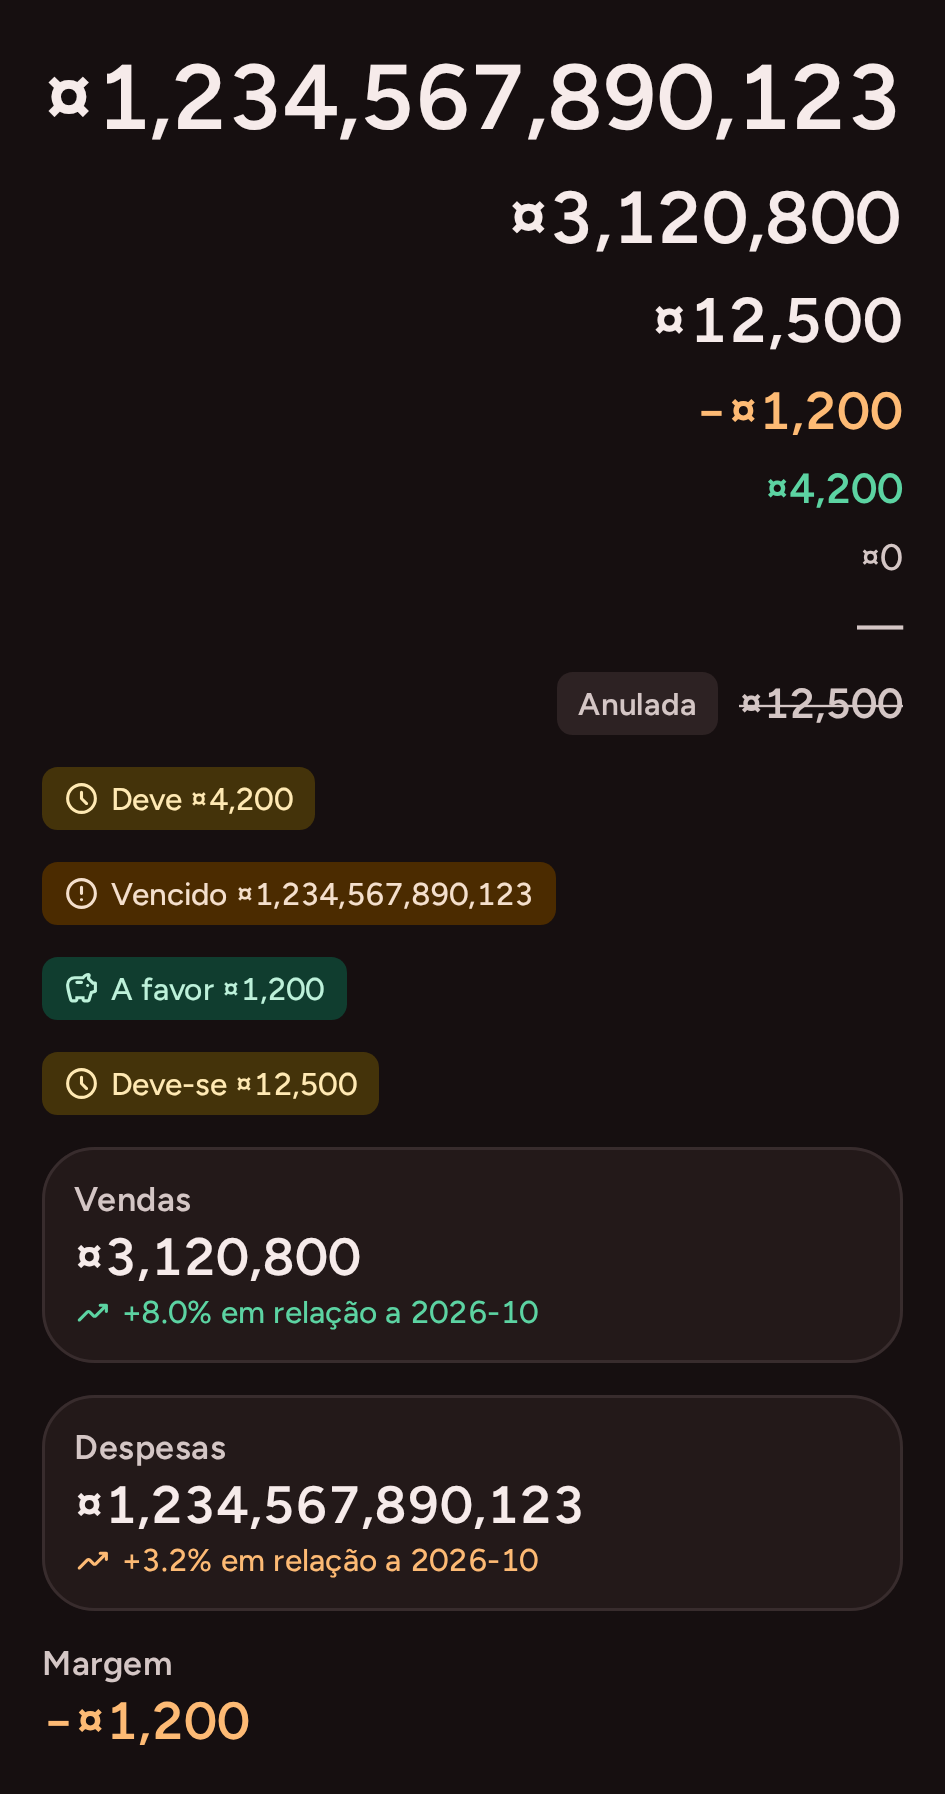 ¤1,234,567,890,123
¤3,120,800
¤12,500
-¤1,200
¤4,200
¤0
—
Anulada ¤12,500
Deve ¤4,200
Vencido ¤1,234,567,890,123
A favor ¤1,200
Deve-se ¤12,500
Vendas
¤3,120,800
+8.0% em relação a 2026-10
Despesas
¤1,234,567,890,123
+3.2% em relação a 2026-10
Margem
-¤1,200